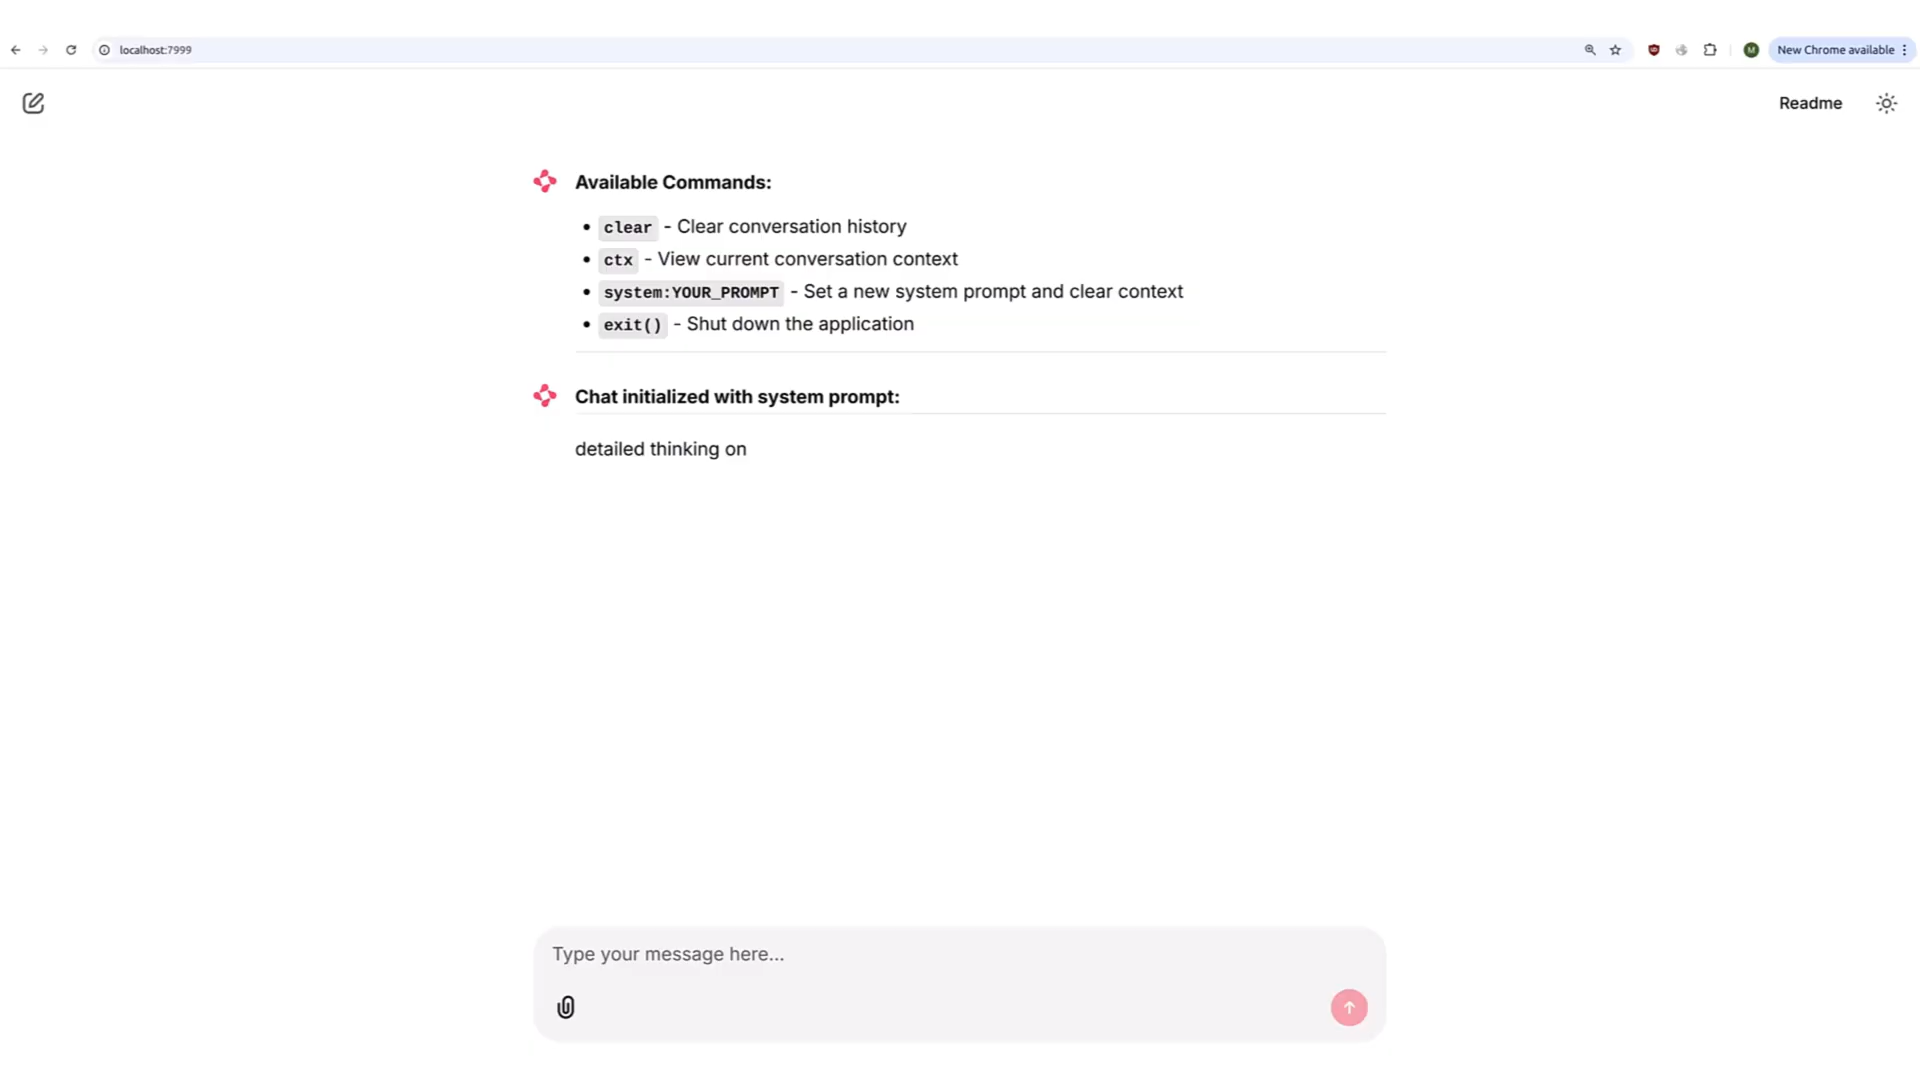 localhost:7999
M
New Chrome available
Readme
Available Commands:
• clear - Clear conversation history
• ctx - View current conversation context
• system:YOUR_PROMPT - Set a new system prompt and clear context
• exit() - Shut down the application
Chat initialized with system prompt:
detailed thinking on
Type your message here...